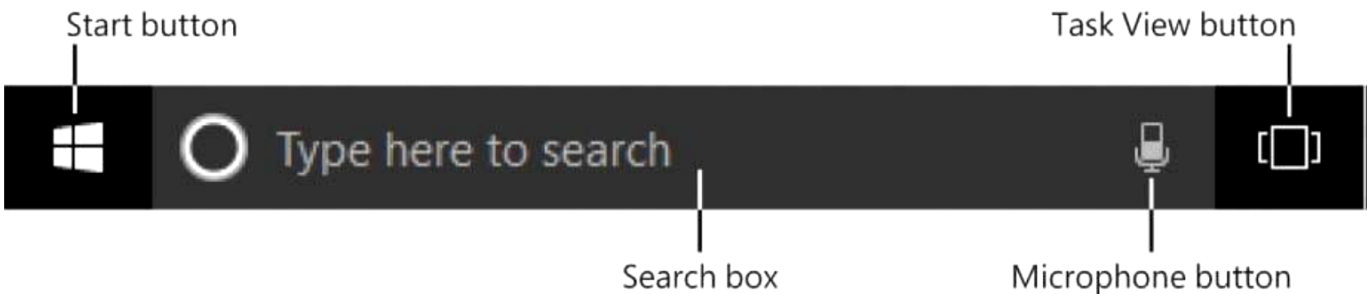 Start button
Task View button
Type here to search
Search box
Microphone button